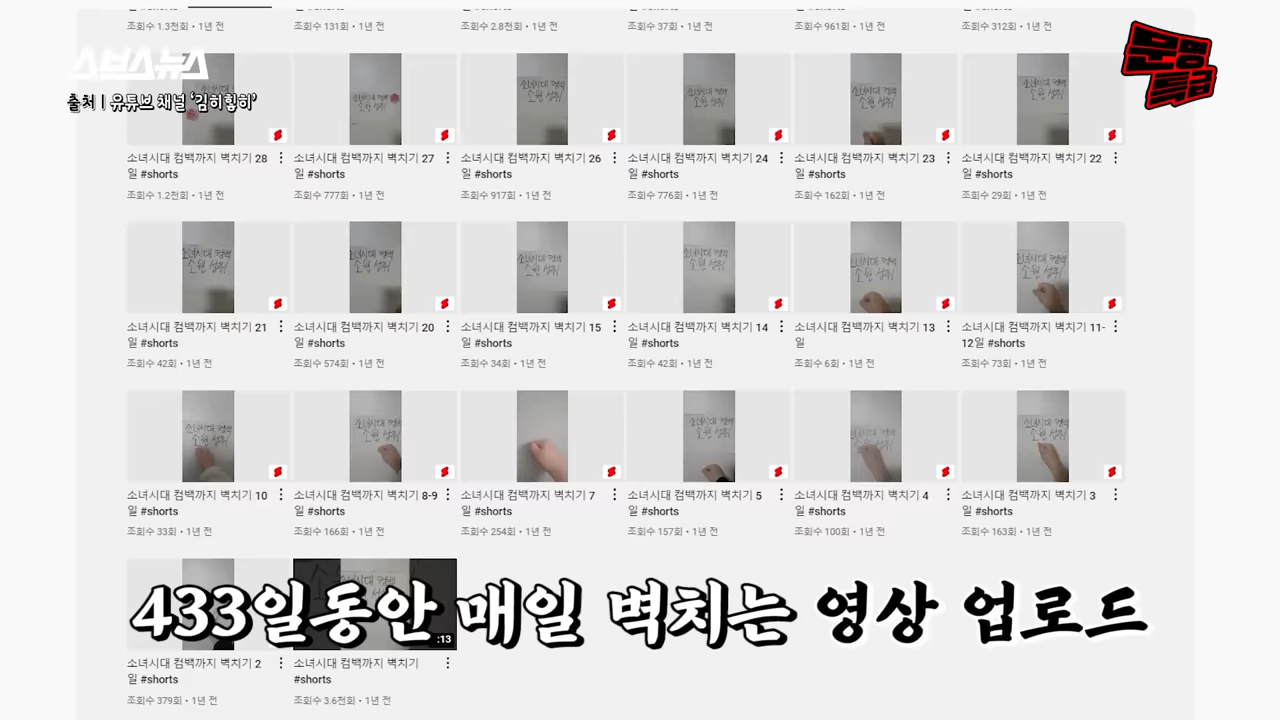 조회수 1.3천회 • 1년 전
조회수 131회 • 1년 전
조회수 2.8천회 • 1년 전
조회수 37회 • 1년 전
조회수 961회 • 1년 전
조회수 312회 • 1년 전
스브스뉴스
문명특급
출처 | 유튜브 채널 '김히힣히'
소녀시대 컴백까지 벽치기 28
일 #shorts
조회수 1.2천회 • 1년 전
소녀시대 컴백까지 벽치기 27
일 #shorts
조회수 777회 • 1년 전
소녀시대 컴백까지 벽치기 26
일 #shorts
조회수 917회 • 1년 전
소녀시대 컴백까지 벽치기 24
일 #shorts
조회수 776회 • 1년 전
소녀시대 컴백까지 벽치기 23
일 #shorts
조회수 162회 • 1년 전
소녀시대 컴백까지 벽치기 22
일 #shorts
조회수 29회 • 1년 전
소녀시대 컴백
소원 성취!
소녀시대 컴백까지 벽치기 21
일 #shorts
조회수 42회 • 1년 전
소녀시대 컴백까지 벽치기 20
일 #shorts
조회수 574회 • 1년 전
소녀시대 컴백까지 벽치기 15
일 #shorts
조회수 34회 • 1년 전
소녀시대 컴백까지 벽치기 14
일 #shorts
조회수 42회 • 1년 전
소녀시대 컴백까지 벽치기 13
일
조회수 6회 • 1년 전
소녀시대 컴백까지 벽치기 11-
12일 #shorts
조회수 73회 • 1년 전
소녀시대 컴백까지 벽치기 10
일 #shorts
조회수 33회 • 1년 전
소녀시대 컴백까지 벽치기 8-9
일 #shorts
조회수 166회 • 1년 전
소녀시대 컴백까지 벽치기 7
일 #shorts
조회수 254회 • 1년 전
소녀시대 컴백까지 벽치기 5
일 #shorts
조회수 157회 • 1년 전
소녀시대 컴백까지 벽치기 4
일 #shorts
조회수 100회 • 1년 전
소녀시대 컴백까지 벽치기 3
일 #shorts
조회수 163회 • 1년 전
433일동안 매일 벽치는 영상 업로드
:13
소녀시대 컴백까지 벽치기 2
일 #shorts
조회수 379회 • 1년 전
소녀시대 컴백까지 벽치기
#shorts
조회수 3.6천회 • 1년 전